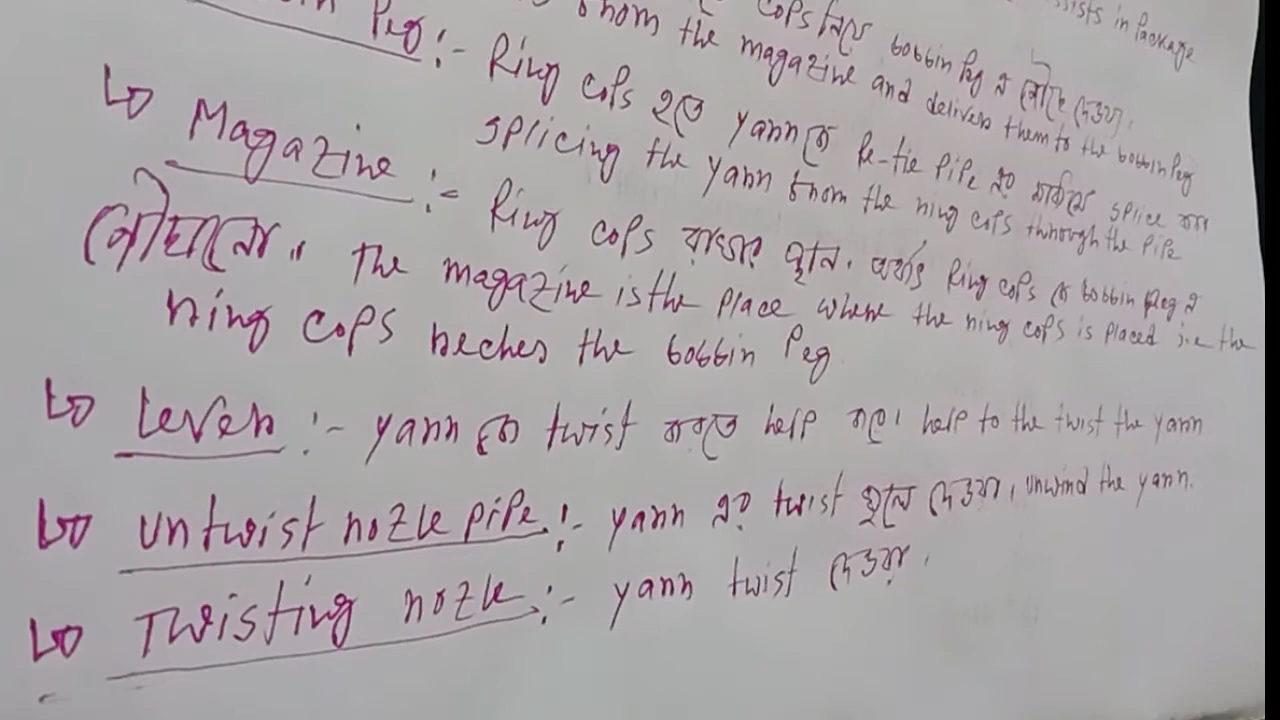 sists in Package
cops নিয়ে bobbin Peg এ পৌছে দেওয়া।
from the magazine and delivers them to the bobbin Peg
Peg :- Ring cops হতে yarn কে Re-tie Pipe এর মাধ্যমে splice করা
splicing the yarn from the ring cops thnrough the Pipe
↳ Magazine :- Ring cops রাখার স্থান. অর্থাৎ Ring cops কে bobbin Peg এ
পৌছানোর। The magazine is the place where the ring cops is placed i.e the
ring cops reches the bobbin Peg
↳ Lever :- yarn কে twist করতে help করে। help to the twist the yarn
↳ Untwist nozle pipe :- yarn এর twist খুলে দেওয়া, unwind the yarn.
↳ Twisting nozle :- yarn twist দেওয়া.